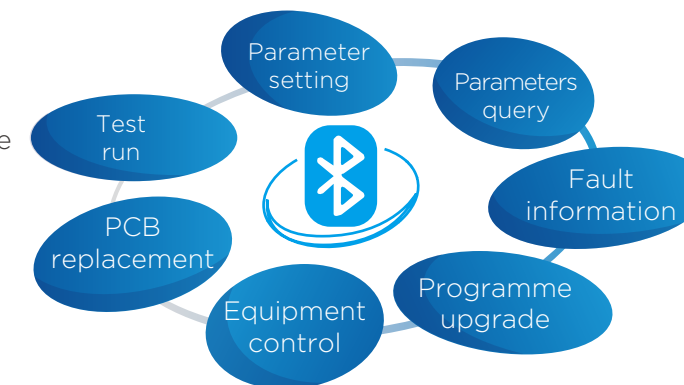 Parameter
setting
Parameters
query
Test
run
e
Fault
information
PCB
replacement
Programme
upgrade
Equipment
control